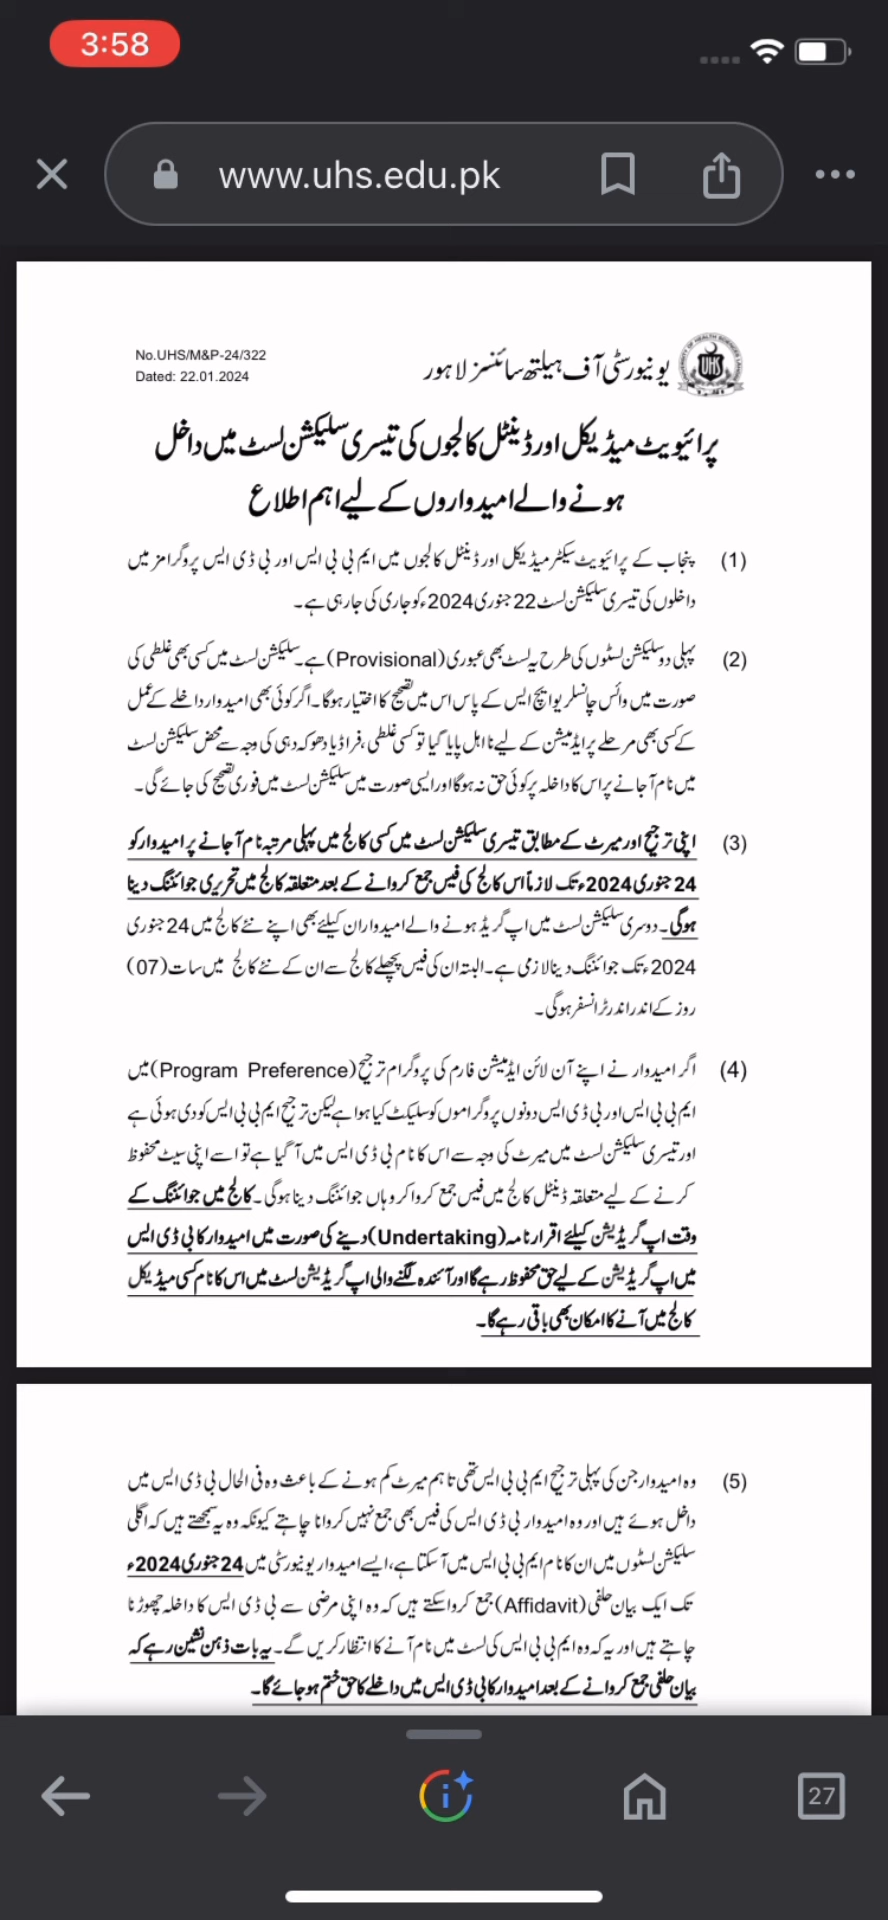 3:58
www.uhs.edu.pk
No.UHS/M&P-24/322
Dated: 22.01.2024
یونیورسٹی آف ہیلتھ سائنسز لاہور
UHS
پرائیویٹ میڈیکل اور ڈینٹل کالجوں کی تیسری سلیکشن لسٹ میں داخل
ہونے والے امیدواروں کے لیے اہم اطلاع
(1) پنجاب کے پرائیویٹ سیکٹر میڈیکل اور ڈینٹل کالجوں میں ایم بی بی ایس اور بی ڈی ایس پروگرامز میں
داخلوں کی تیسری سلیکشن لسٹ 22 جنوری 2024ء کو جاری کی جا رہی ہے۔
(2) پہلی دو سلیکشن لسٹوں کی طرح یہ لسٹ بھی عبوری (Provisional) ہے۔ سلیکشن لسٹ میں کسی بھی غلطی کی
صورت میں وائس چانسلر یو ایچ ایس کے پاس اس میں تصحیح کا اختیار ہوگا۔ اگر کوئی بھی امیدوار داخلے کے عمل
کے کسی بھی مرحلے پر ایڈمیشن کے لیے نااہل پایا گیا تو کسی غلطی، فراڈ یا دھوکہ دہی کی وجہ سے محض سلیکشن لسٹ
میں نام آ جانے پر اس کا داخلہ پر کوئی حق نہ ہوگا اور ایسی صورت میں سلیکشن لسٹ میں فوری تصحیح کی جائے گی۔
(3) اپنی ترجیح اور میرٹ کے مطابق تیسری سلیکشن لسٹ میں کسی کالج میں پہلی مرتبہ نام آ جانے پر امیدوار کو
24 جنوری 2024ء تک لازماً اس کالج کی فیس جمع کروانے کے بعد متعلقہ کالج میں تحریری جوائننگ دینا
ہوگی۔ دوسری سلیکشن لسٹ میں اپ گریڈ ہونے والے امیدواران کیلئے بھی اپنے نئے کالج میں 24 جنوری
2024ء تک جوائننگ دینا لازمی ہے۔ البتہ ان کی فیس پچھلے کالج سے ان کے نئے کالج میں سات (07)
روز کے اندر اندر ٹرانسفر ہوگی۔
(4) اگر امیدوار نے اپنے آن لائن ایڈمیشن فارم کی پروگرام ترجیح (Program Preference) میں
ایم بی بی ایس اور بی ڈی ایس دونوں پروگراموں کو سلیکٹ کیا ہوا ہے لیکن ترجیح ایم بی بی ایس کو دی ہوئی ہے
اور تیسری سلیکشن لسٹ میں میرٹ کی وجہ سے اس کا نام بی ڈی ایس میں آ گیا ہے تو اسے اپنی سیٹ محفوظ
کرنے کے لیے متعلقہ ڈینٹل کالج میں فیس جمع کروا کر وہاں جوائننگ دینا ہوگی۔ کالج میں جوائننگ کے
وقت اپ گریڈیشن کیلئے اقرار نامہ (Undertaking) دینے کی صورت میں امیدوار کا بی ڈی ایس
میں اپ گریڈیشن کے لیے حق محفوظ رہے گا اور آئندہ لگنے والی اپ گریڈیشن لسٹ میں اس کا نام کسی میڈیکل
کالج میں آنے کا امکان بھی باقی رہے گا۔
(5) وہ امیدوار جن کی پہلی ترجیح ایم بی بی ایس تھی تاہم میرٹ کم ہونے کے باعث وہ فی الحال بی ڈی ایس میں
داخل ہوئے ہیں اور وہ امیدوار بی ڈی ایس کی فیس بھی جمع نہیں کروانا چاہتے کیونکہ وہ یہ سمجھتے ہیں کہ اگلی
سلیکشن لسٹوں میں ان کا نام ایم بی بی ایس میں آ سکتا ہے، ایسے امیدوار یونیورسٹی میں 24 جنوری 2024ء
تک ایک بیان حلفی (Affidavit) جمع کروا سکتے ہیں کہ وہ اپنی مرضی سے بی ڈی ایس کا داخلہ چھوڑنا
چاہتے ہیں اور یہ کہ وہ ایم بی بی ایس کی لسٹ میں نام آنے کا انتظار کریں گے۔ یہ بات ذہن نشین رہے کہ
بیان حلفی جمع کروانے کے بعد امیدوار کا بی ڈی ایس میں داخلے کا حق ختم ہو جائے گا۔
27